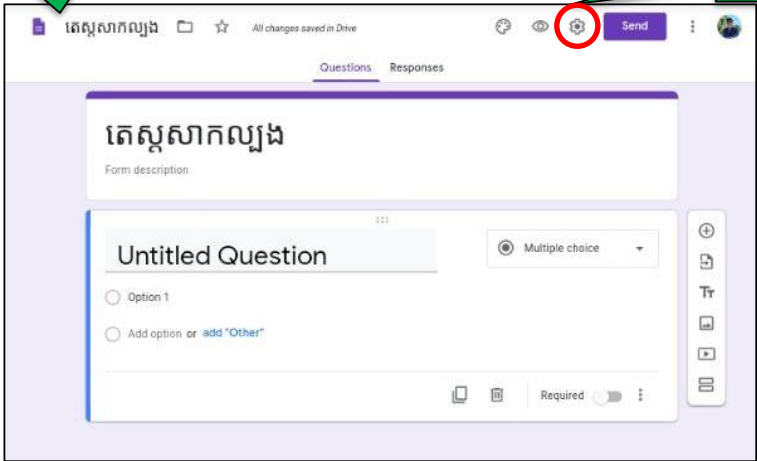 តេស្តសាកល្បង All changes saved in Drive Send
Questions Responses
តេស្តសាកល្បង
Form description
Untitled Question Multiple choice
Option 1
Add option or add "Other"
Tт
Required